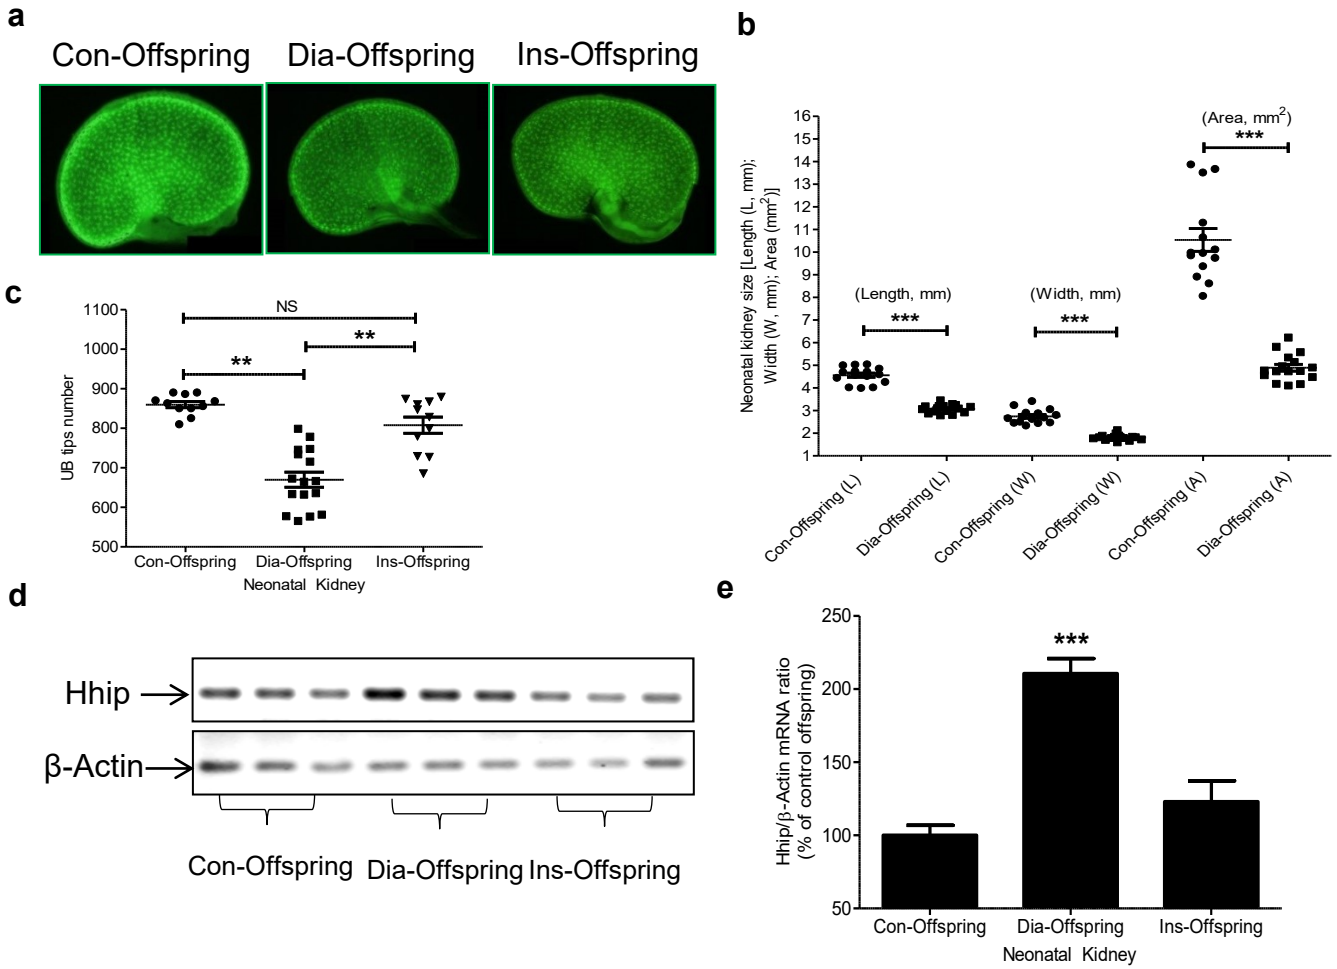 a
Con-Offspring
Dia-Offspring
Ins-Offspring
b
Neonatal kidney size [Length (L, mm);
Width (W, mm); Area (mm2)]
16
15
14
13
12
11
10
9
8
7
6
5
4
3
2
1
(Length, mm)
***
(Width, mm)
***
(Area, mm2)
***
Con-Offspring (L)
Dia-Offspring (L)
Con-Offspring (W)
Dia-Offspring (W)
Con-Offspring (A)
Dia-Offspring (A)
c
UB tips number
1100
1000
900
800
700
600
500
NS
**
**
Con-Offspring
Dia-Offspring
Ins-Offspring
Neonatal Kidney
d
Hhip
β-Actin
Con-Offspring
Dia-Offspring
Ins-Offspring
e
Hhip/β-Actin mRNA ratio
(% of control offspring)
250
200
150
100
50
***
Con-Offspring
Dia-Offspring
Ins-Offspring
Neonatal Kidney